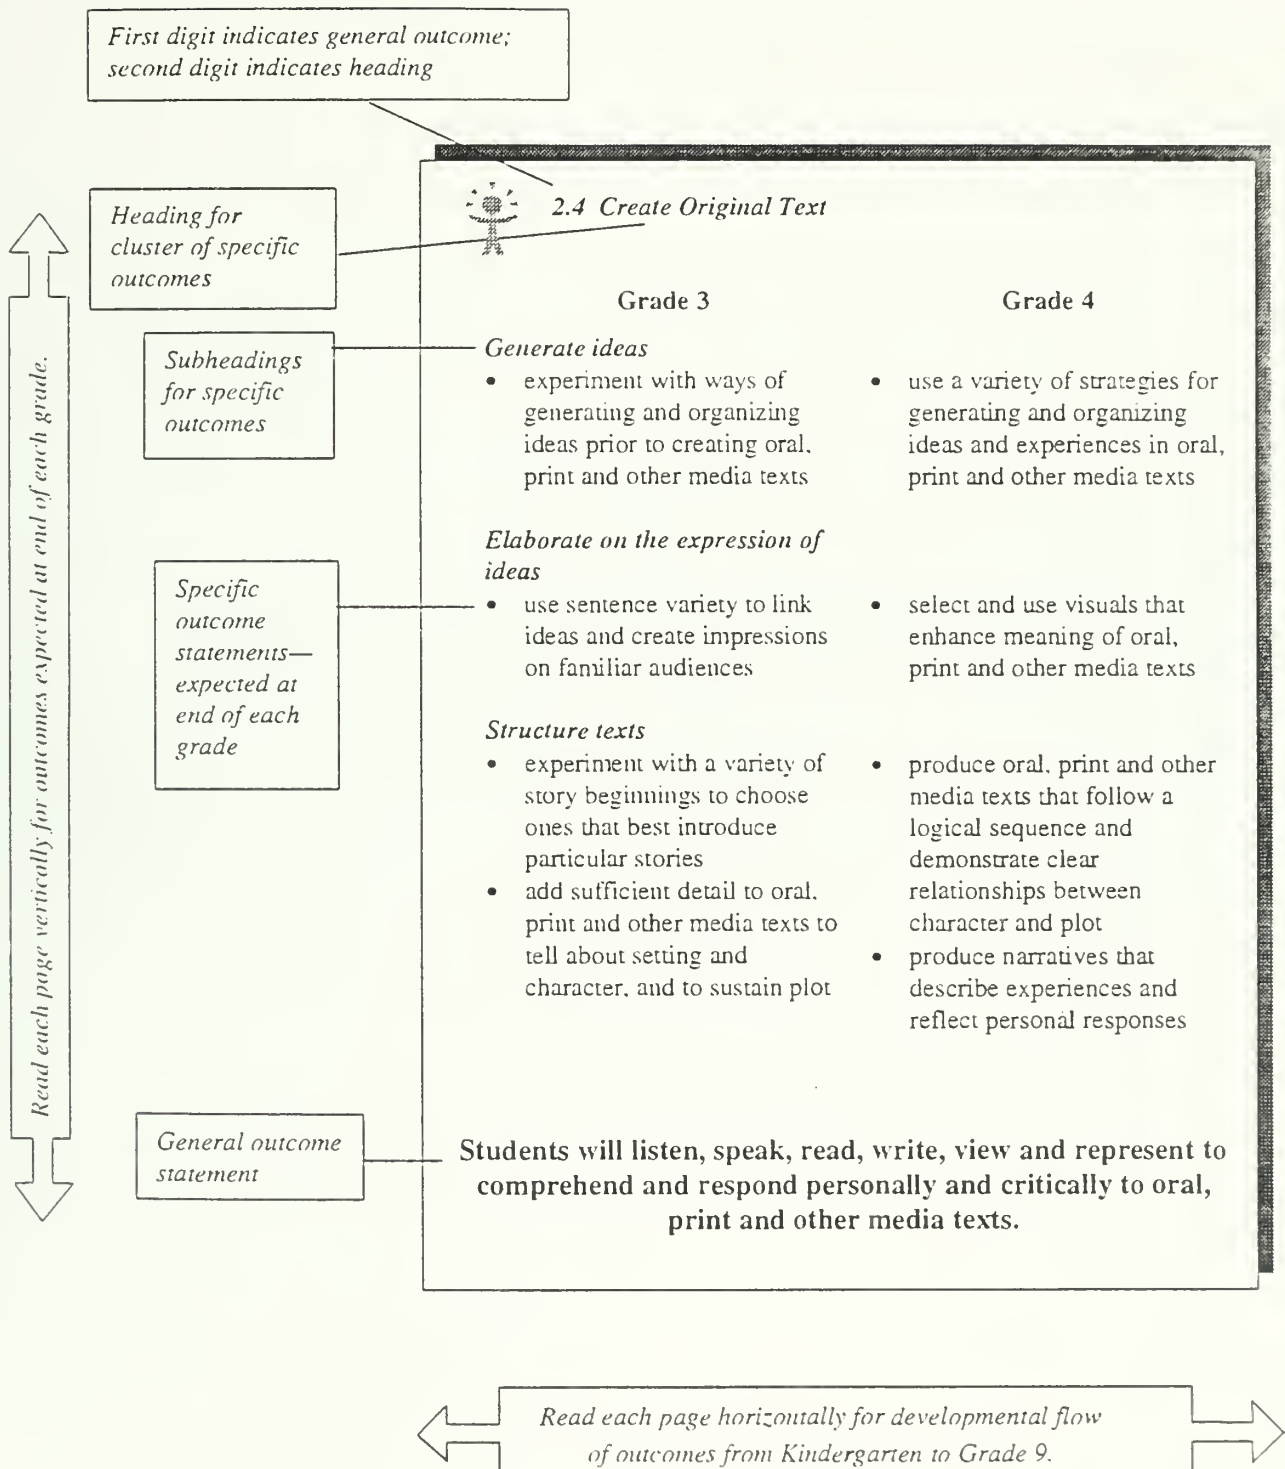 First digit indicates general outcome;
second digit indicates heading
Heading for
cluster of specific
outcomes
2.4 Create Original Text
Grade 3
Grade 4
Subheadings
for specific
outcomes
Generate ideas
• experiment with ways of
generating and organizing
ideas prior to creating oral,
print and other media texts
• use a variety of strategies for
generating and organizing
ideas and experiences in oral,
print and other media texts
Specific
outcome
statements—
expected at
end of each
grade
Elaborate on the expression of
ideas
• use sentence variety to link
ideas and create impressions
on familiar audiences
• select and use visuals that
enhance meaning of oral,
print and other media texts
Structure texts
• experiment with a variety of
story beginnings to choose
ones that best introduce
particular stories
• add sufficient detail to oral,
print and other media texts to
tell about setting and
character, and to sustain plot
• produce oral, print and other
media texts that follow a
logical sequence and
demonstrate clear
relationships between
character and plot
• produce narratives that
describe experiences and
reflect personal responses
General outcome
statement
Students will listen, speak, read, write, view and represent to
comprehend and respond personally and critically to oral,
print and other media texts.
Read each page vertically for outcomes expected at end of each grade.
Read each page horizontally for developmental flow
of outcomes from Kindergarten to Grade 9.